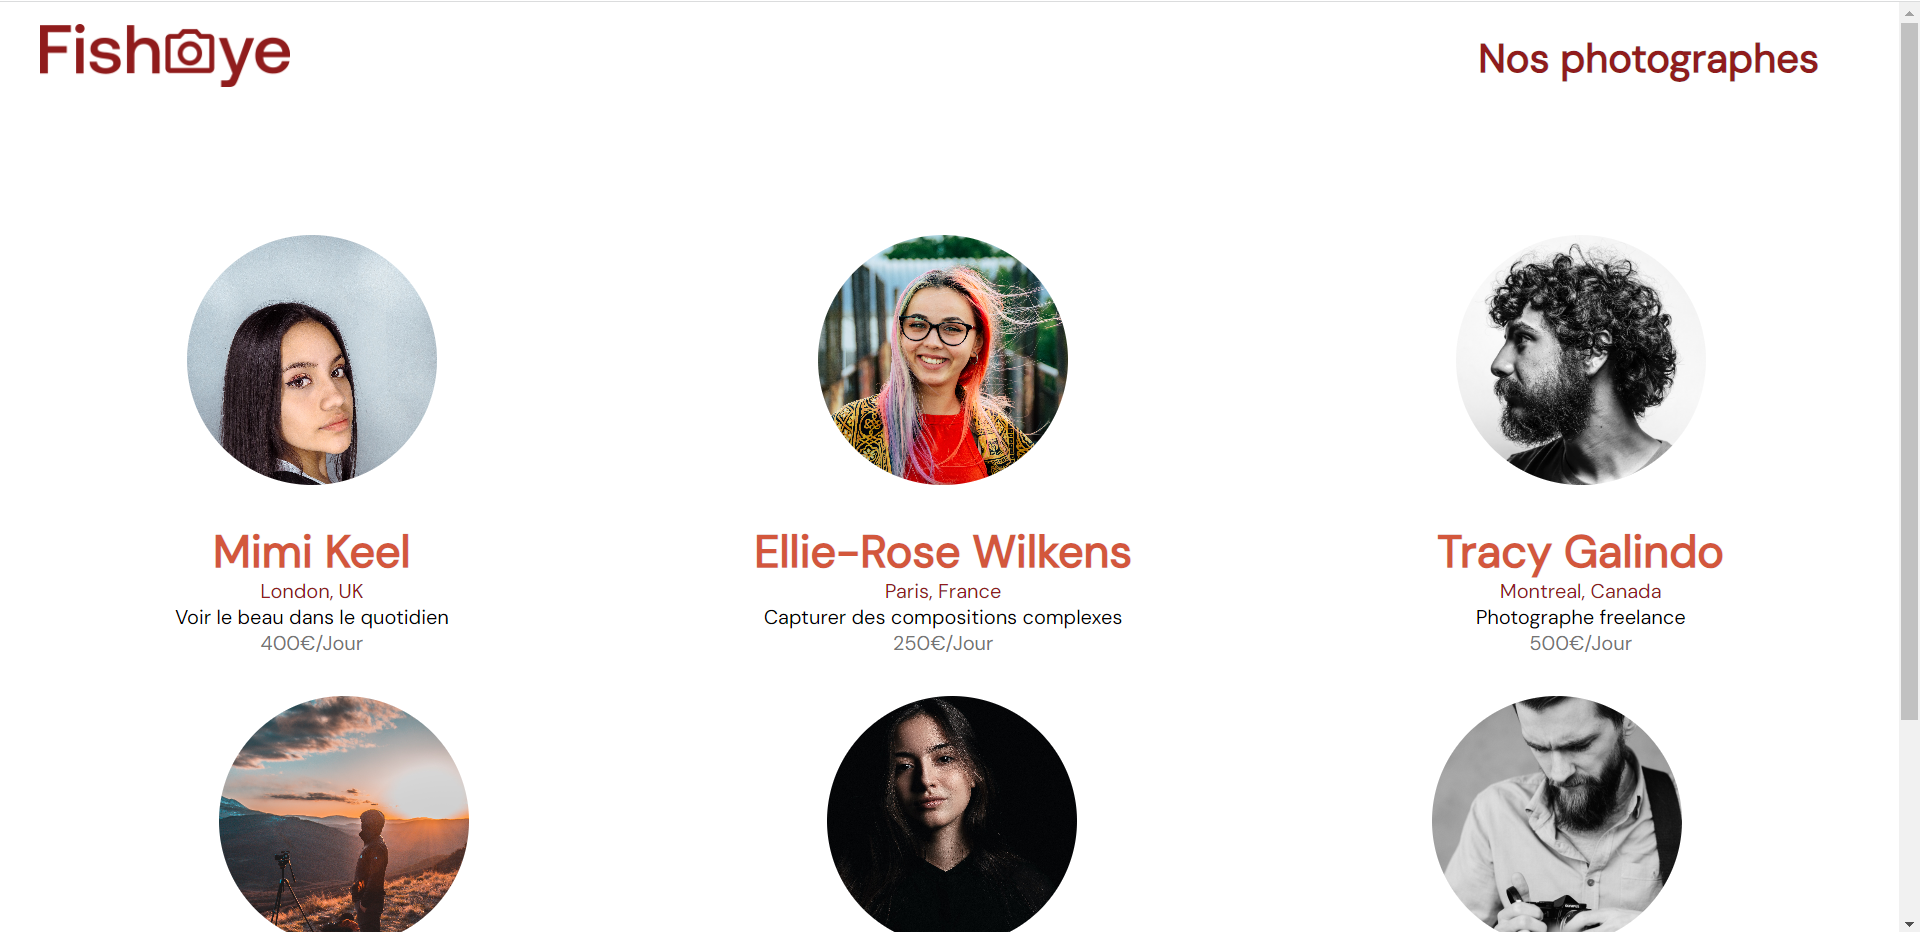 Fisheye
Nos photographes
Mimi Keel
London, UK
Voir le beau dans le quotidien
400€/Jour
Ellie-Rose Wilkens
Paris, France
Capturer des compositions complexes
250€/Jour
Tracy Galindo
Montreal, Canada
Photographe freelance
500€/Jour